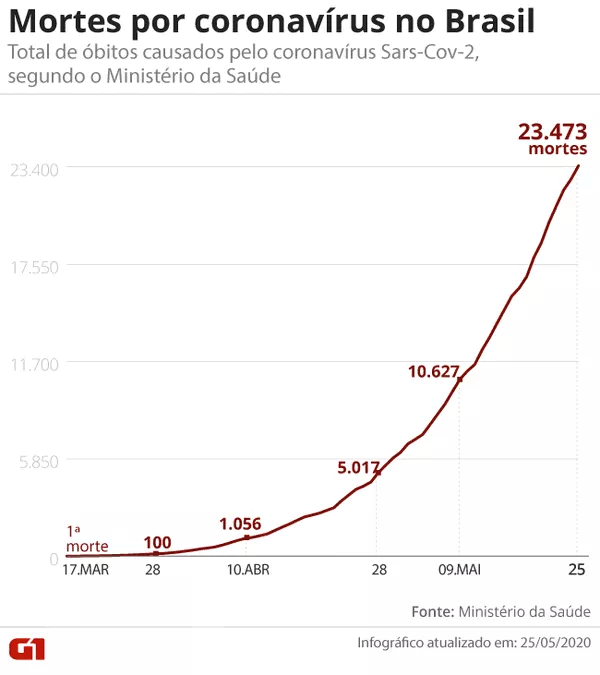 Mortes por coronavírus no Brasil
Total de óbitos causados pelo coronavírus Sars-Cov-2,
segundo o Ministério da Saúde
23.473
mortes
23.400
17.550
11.700
10.627
5.850
5.017
1.056
1ª
morte
100
0
17.MAR
28
10.ABR
28
09.MAI
25
Fonte: Ministério da Saúde
G1
Infográfico atualizado em: 25/05/2020